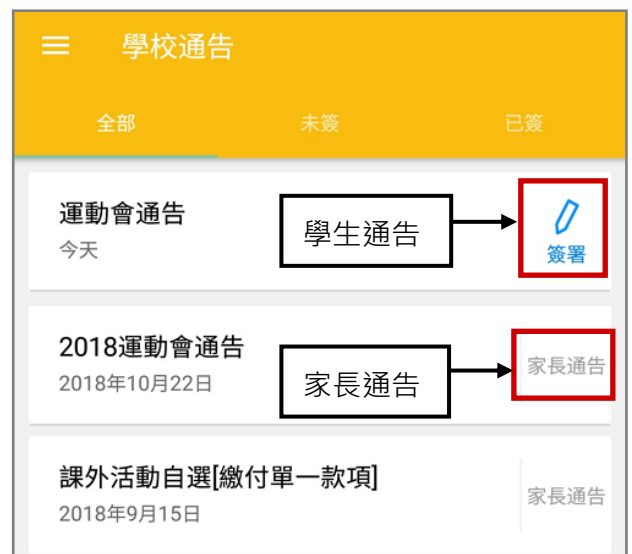 學校通告
全部
未簽
已簽
運動會通告
今天
學生通告
簽署
2018運動會通告
2018年10月22日
家長通告
家長通告
課外活動自選[繳付單一款項]
2018年9月15日
家長通告